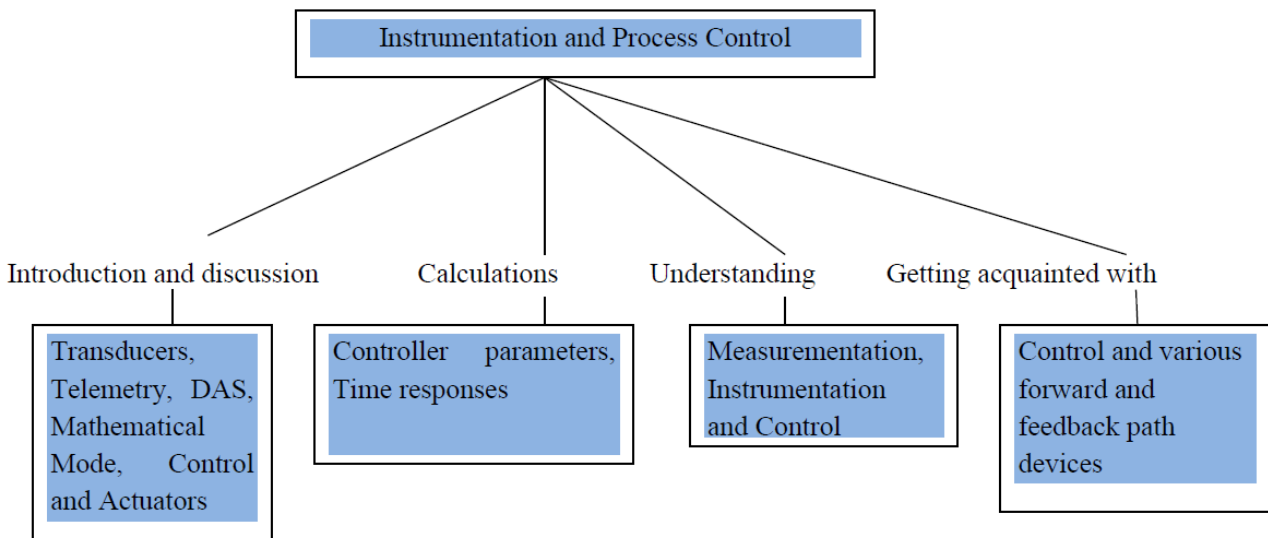 Instrumentation and Process Control
Introduction and discussion
Calculations
Understanding
Getting acquainted with
Transducers,
Telemetry, DAS,
Mathematical
Mode, Control
and Actuators
Controller parameters,
Time responses
Measurementation,
Instrumentation
and Control
Control and various
forward and
feedback path
devices